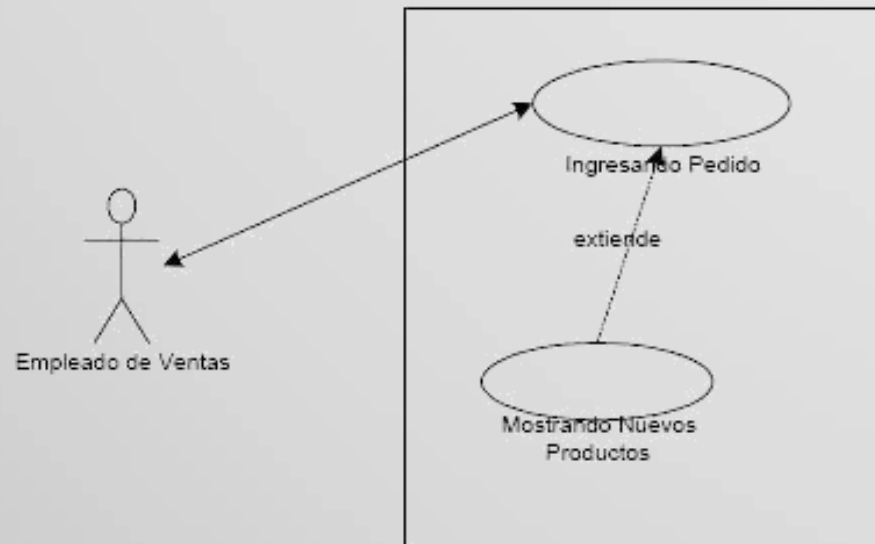 Ingresando Pedido
extiende
Empleado de Ventas
Mostrando Nuevos
Productos